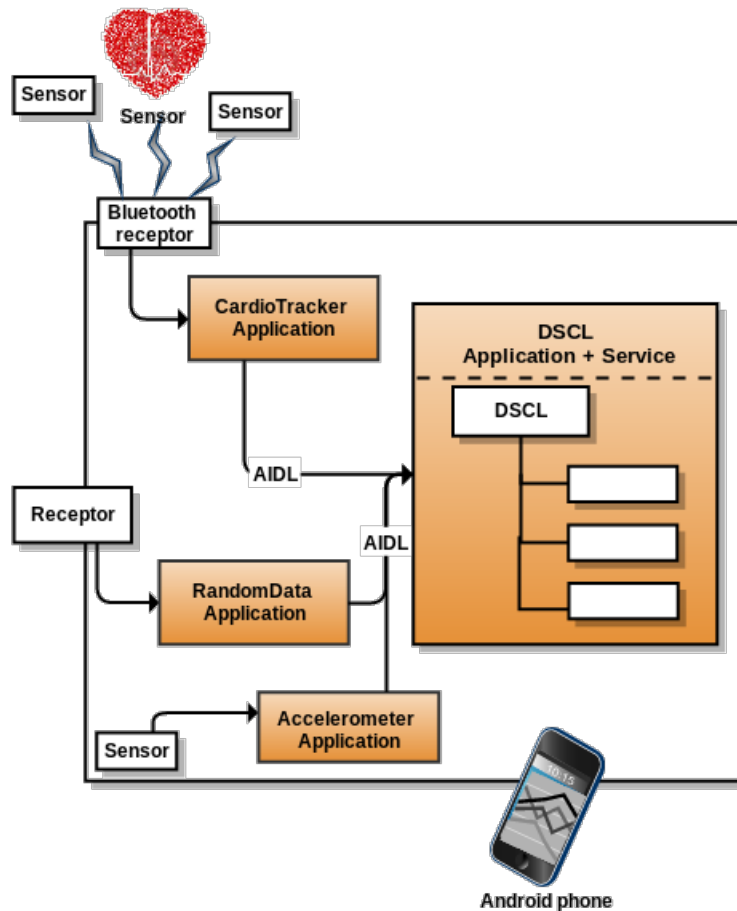 Sensor
Sensor
Sensor
Bluetooth
receptor
CardioTracker
Application
DSCL
Application + Service
DSCL
AIDL
Receptor
AIDL
RandomData
Application
Accelerometer
Application
Sensor
10:15
Android phone